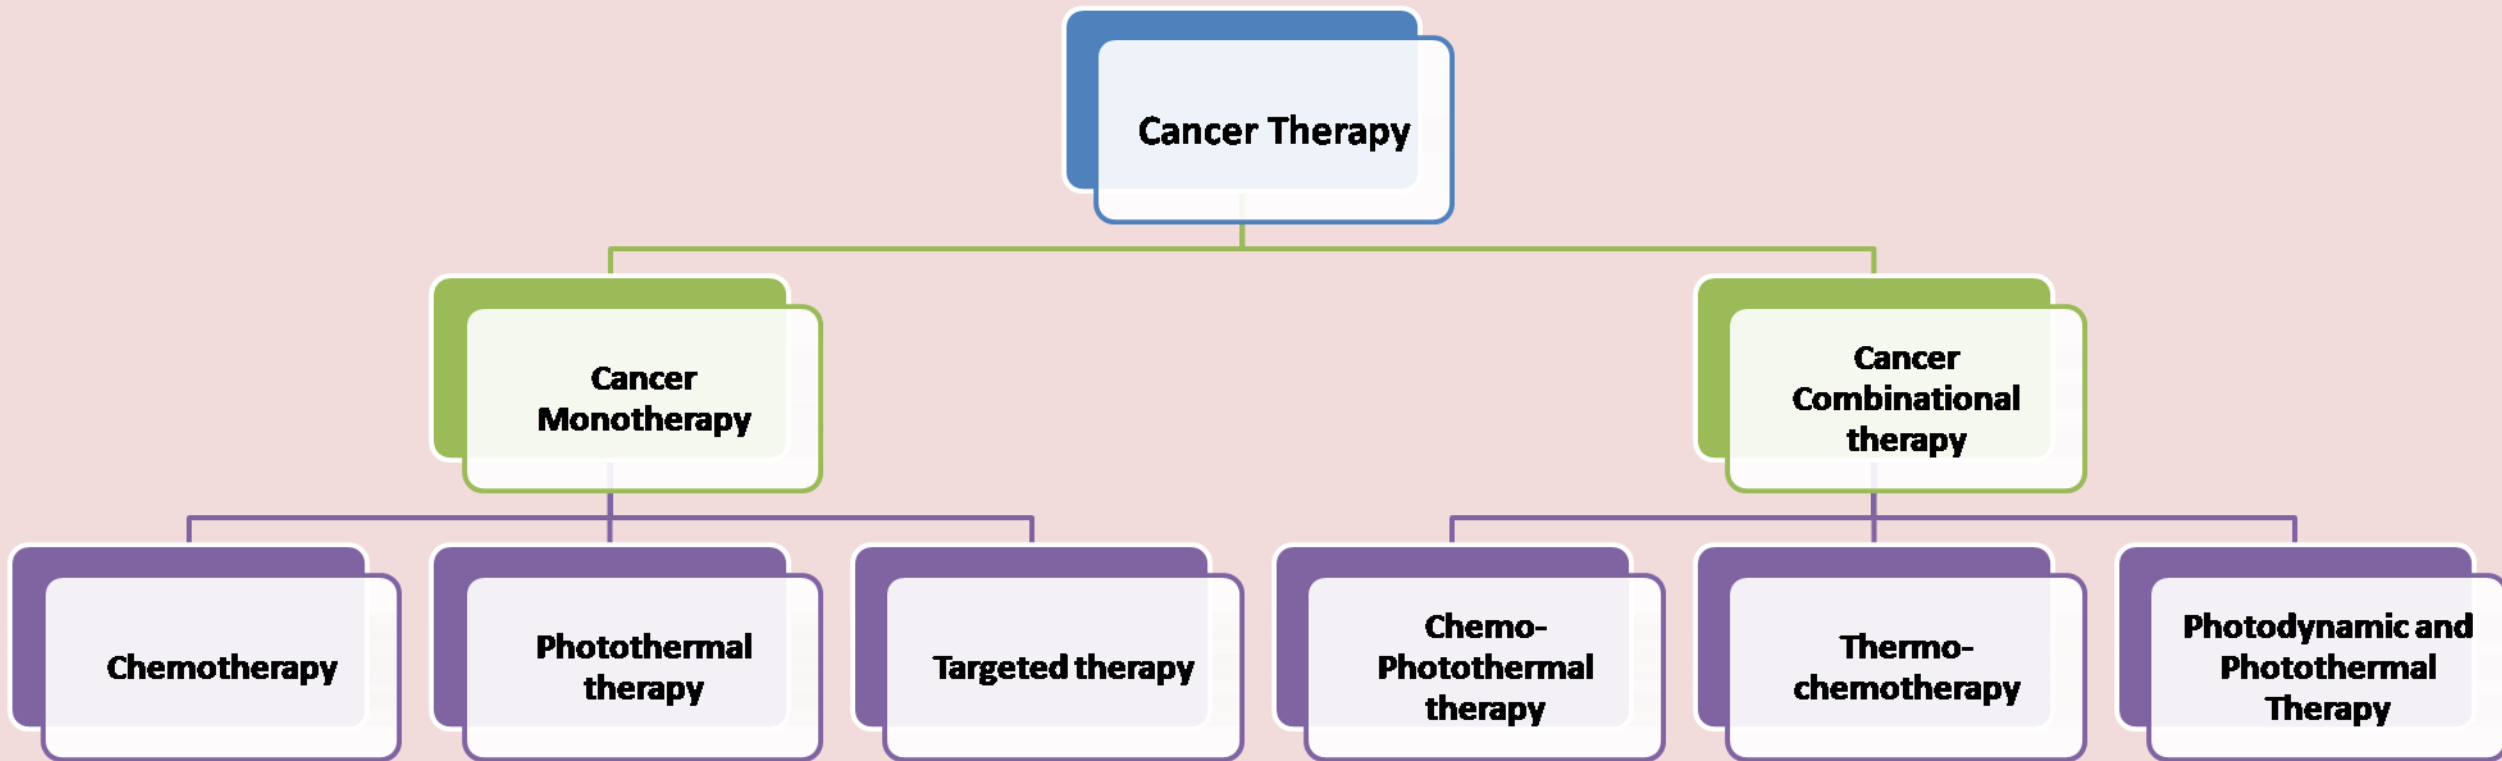 Cancer Therapy
Cancer
Monotherapy
Cancer
Combinational
therapy
Chemotherapy
Photothermal
therapy
Targeted therapy
Chemo-
Photothermal
therapy
Thermo-
chemotherapy
Photodynamic and
Photothermal
Therapy